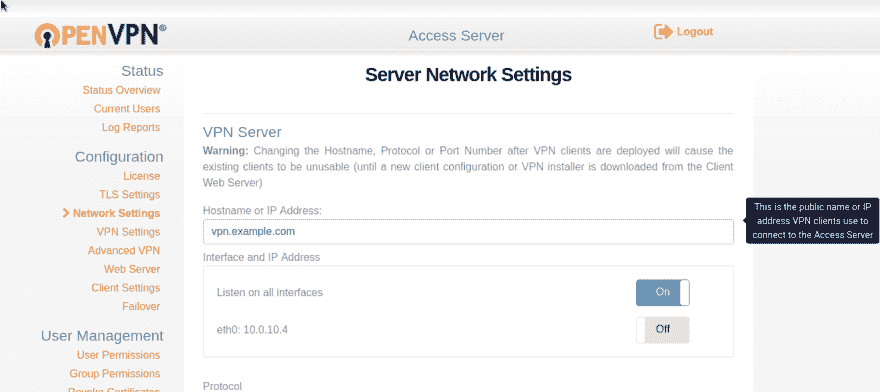 OPENVPN®
Access Server
Logout
Status
Status Overview
Current Users
Log Reports
Configuration
License
TLS Settings
Network Settings
VPN Settings
Advanced VPN
Web Server
Client Settings
Failover
User Management
User Permissions
Group Permissions
Revoke Certificates
Server Network Settings
VPN Server
Warning: Changing the Hostname, Protocol or Port Number after VPN clients are deployed will cause the
existing clients to be unusable (until a new client configuration or VPN installer is downloaded from the Client
Web Server)
Hostname or IP Address:
vpn.example.com
Interface and IP Address
Listen on all interfaces
On
eth0: 10.0.10.4
Off
Protocol
This is the public name or IP
address VPN clients use to
connect to the Access Server